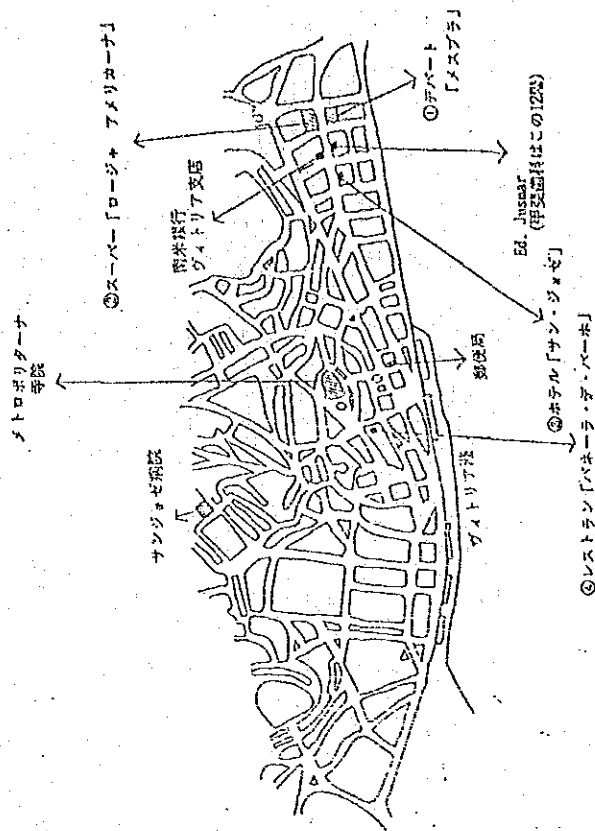 メトロポリターナ
寺院
②スーパー「ロージャ アメリカーナ」
南米銀行
ヴィトリア支店
サンジョゼ病院
①デパート
「メスブラ」
Ed. Jusmar
(甲斐歯科はこの12階)
③ホテル「サン・ジョゼ」
郵便局
ヴィトリア港
④レストラン「パネーラ・デ・バーホ」